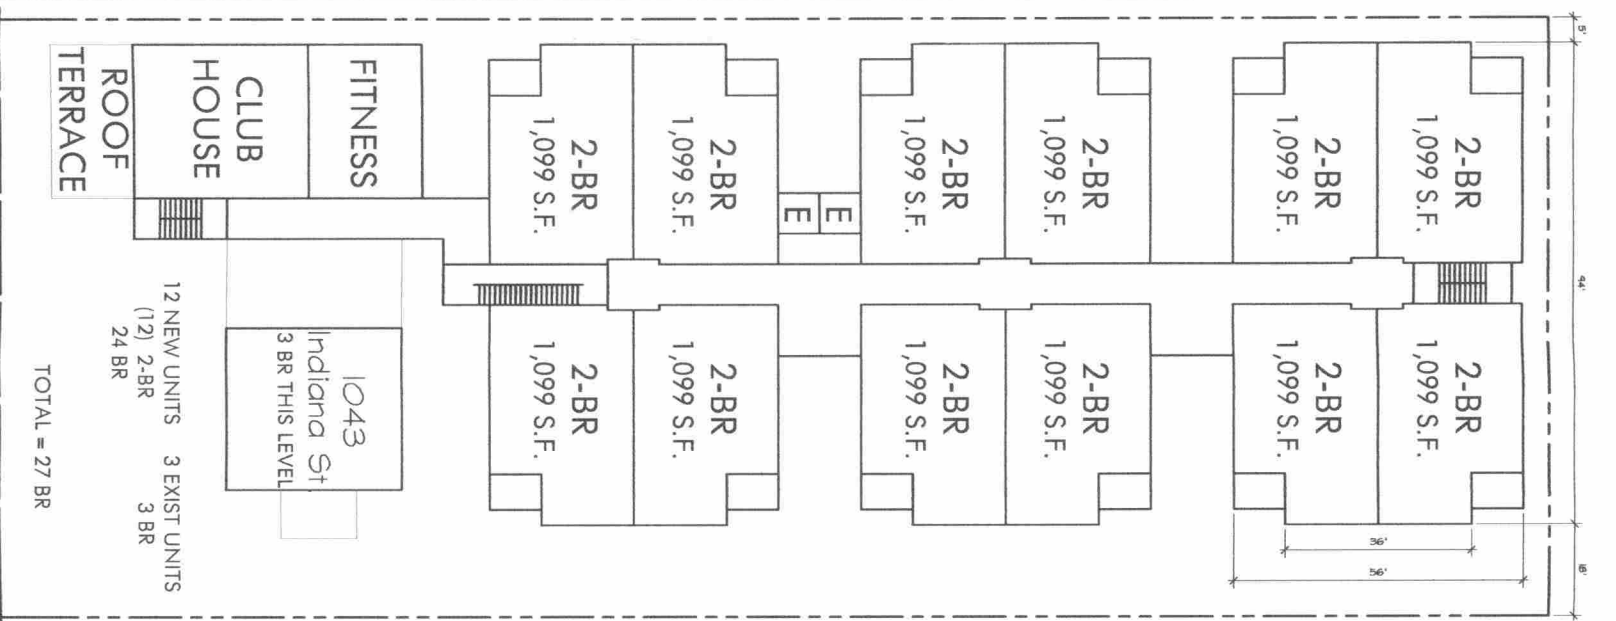 ROOF
TERRACE
CLUB
HOUSE
FITNESS
2-BR
1,099 S.F.
2-BR
1,099 S.F.
E
E
2-BR
1,099 S.F.
2-BR
1,099 S.F.
2-BR
1,099 S.F.
2-BR
1,099 S.F.
5'
94'
18'
1043
Indiana St.
3 BR THIS LEVEL
2-BR
1,099 S.F.
2-BR
1,099 S.F.
2-BR
1,099 S.F.
2-BR
1,099 S.F.
2-BR
1,099 S.F.
2-BR
1,099 S.F.
36'
56'
12 NEW UNITS 3 EXIST UNITS
(12) 2-BR 3 BR
24 BR
TOTAL = 27 BR